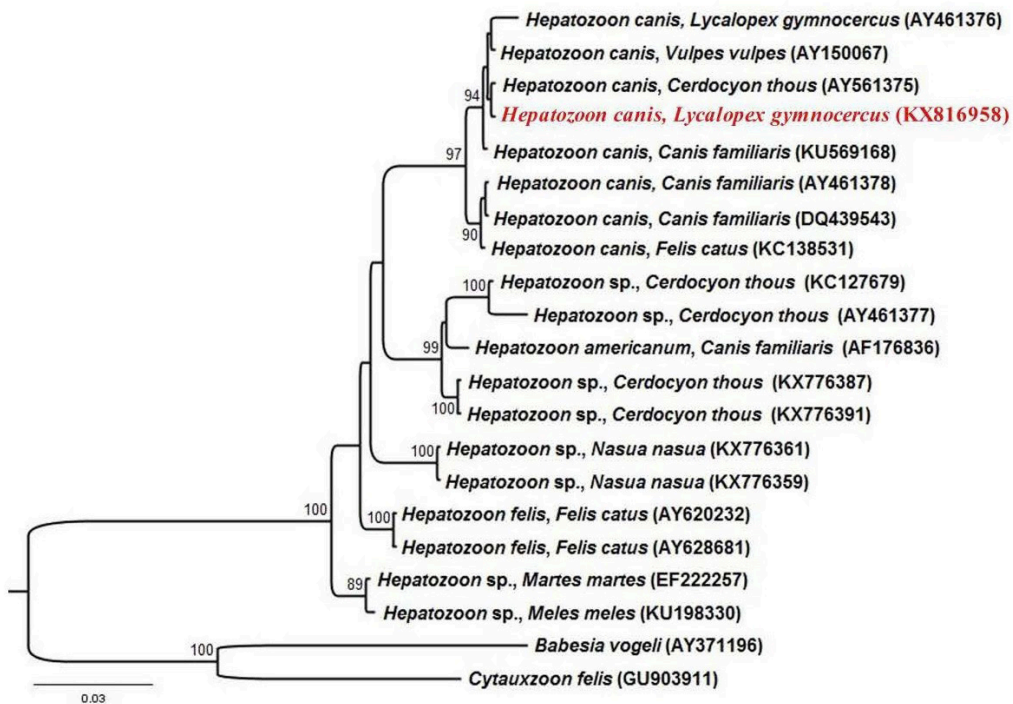 Hepatozoon canis, Lycalopex gymnocercus (AY461376)
Hepatozoon canis, Vulpes vulpes (AY150067)
Hepatozoon canis, Cerdocyon thous (AY561375)
94
Hepatozoon canis, Lycalopex gymnocercus (KX816958)
97
Hepatozoon canis, Canis familiaris (KU569168)
Hepatozoon canis, Canis familiaris (AY461378)
Hepatozoon canis, Canis familiaris (DQ439543)
90
Hepatozoon canis, Felis catus (KC138531)
100
Hepatozoon sp., Cerdocyon thous (KC127679)
Hepatozoon sp., Cerdocyon thous (AY461377)
99
Hepatozoon americanum, Canis familiaris (AF176836)
Hepatozoon sp., Cerdocyon thous (KX776387)
100
Hepatozoon sp., Cerdocyon thous (KX776391)
100
Hepatozoon sp., Nasua nasua (KX776361)
Hepatozoon sp., Nasua nasua (KX776359)
100
100
Hepatozoon felis, Felis catus (AY620232)
Hepatozoon felis, Felis catus (AY628681)
89
Hepatozoon sp., Martes martes (EF222257)
Hepatozoon sp., Meles meles (KU198330)
100
Babesia vogeli (AY371196)
Cytauxzoon felis (GU903911)
0.03